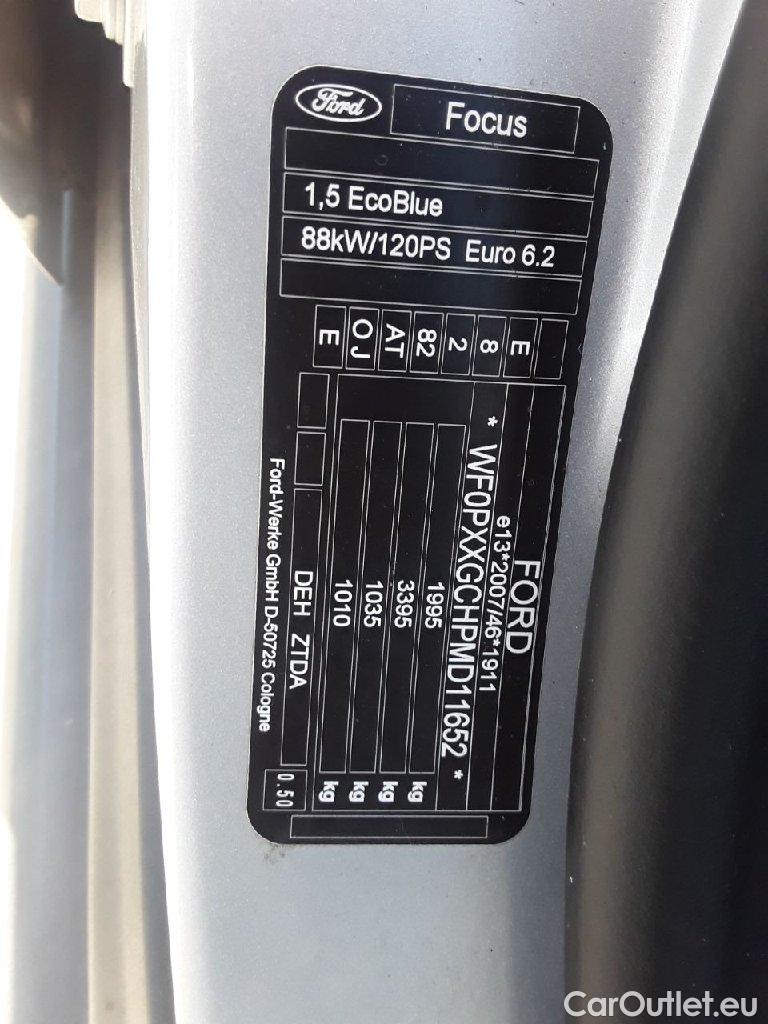 Ford
Focus
1,5 EcoBlue
88kW/120PS Euro 6.2
E
8
2
82
AT
OJ
E
FORD
e13*2007/46*1911
* WF0PXXGCHPMD11652 *
1995 kg
3395 kg
1035 kg
1010 kg
DEH ZTDA
0.50
Ford-Werke GmbH D-50725 Cologne
CarOutlet.eu